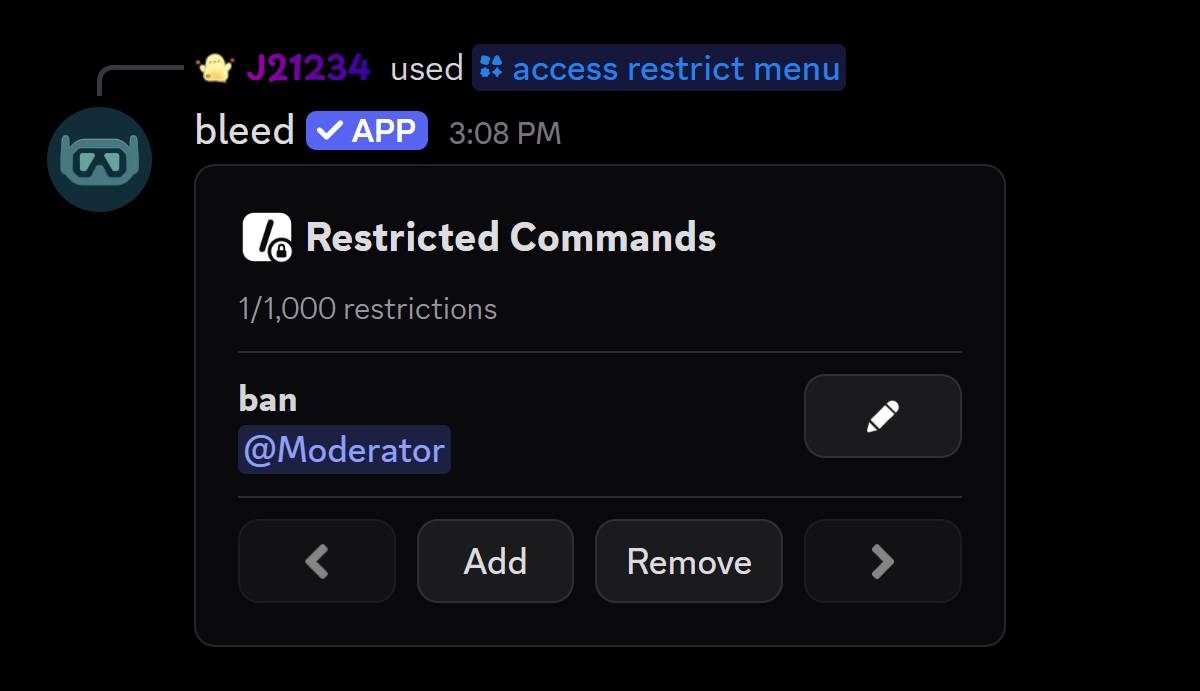 J21234 used access restrict menu
bleed APP 3:08 PM
Restricted Commands
1/1,000 restrictions
ban
@Moderator
Add Remove